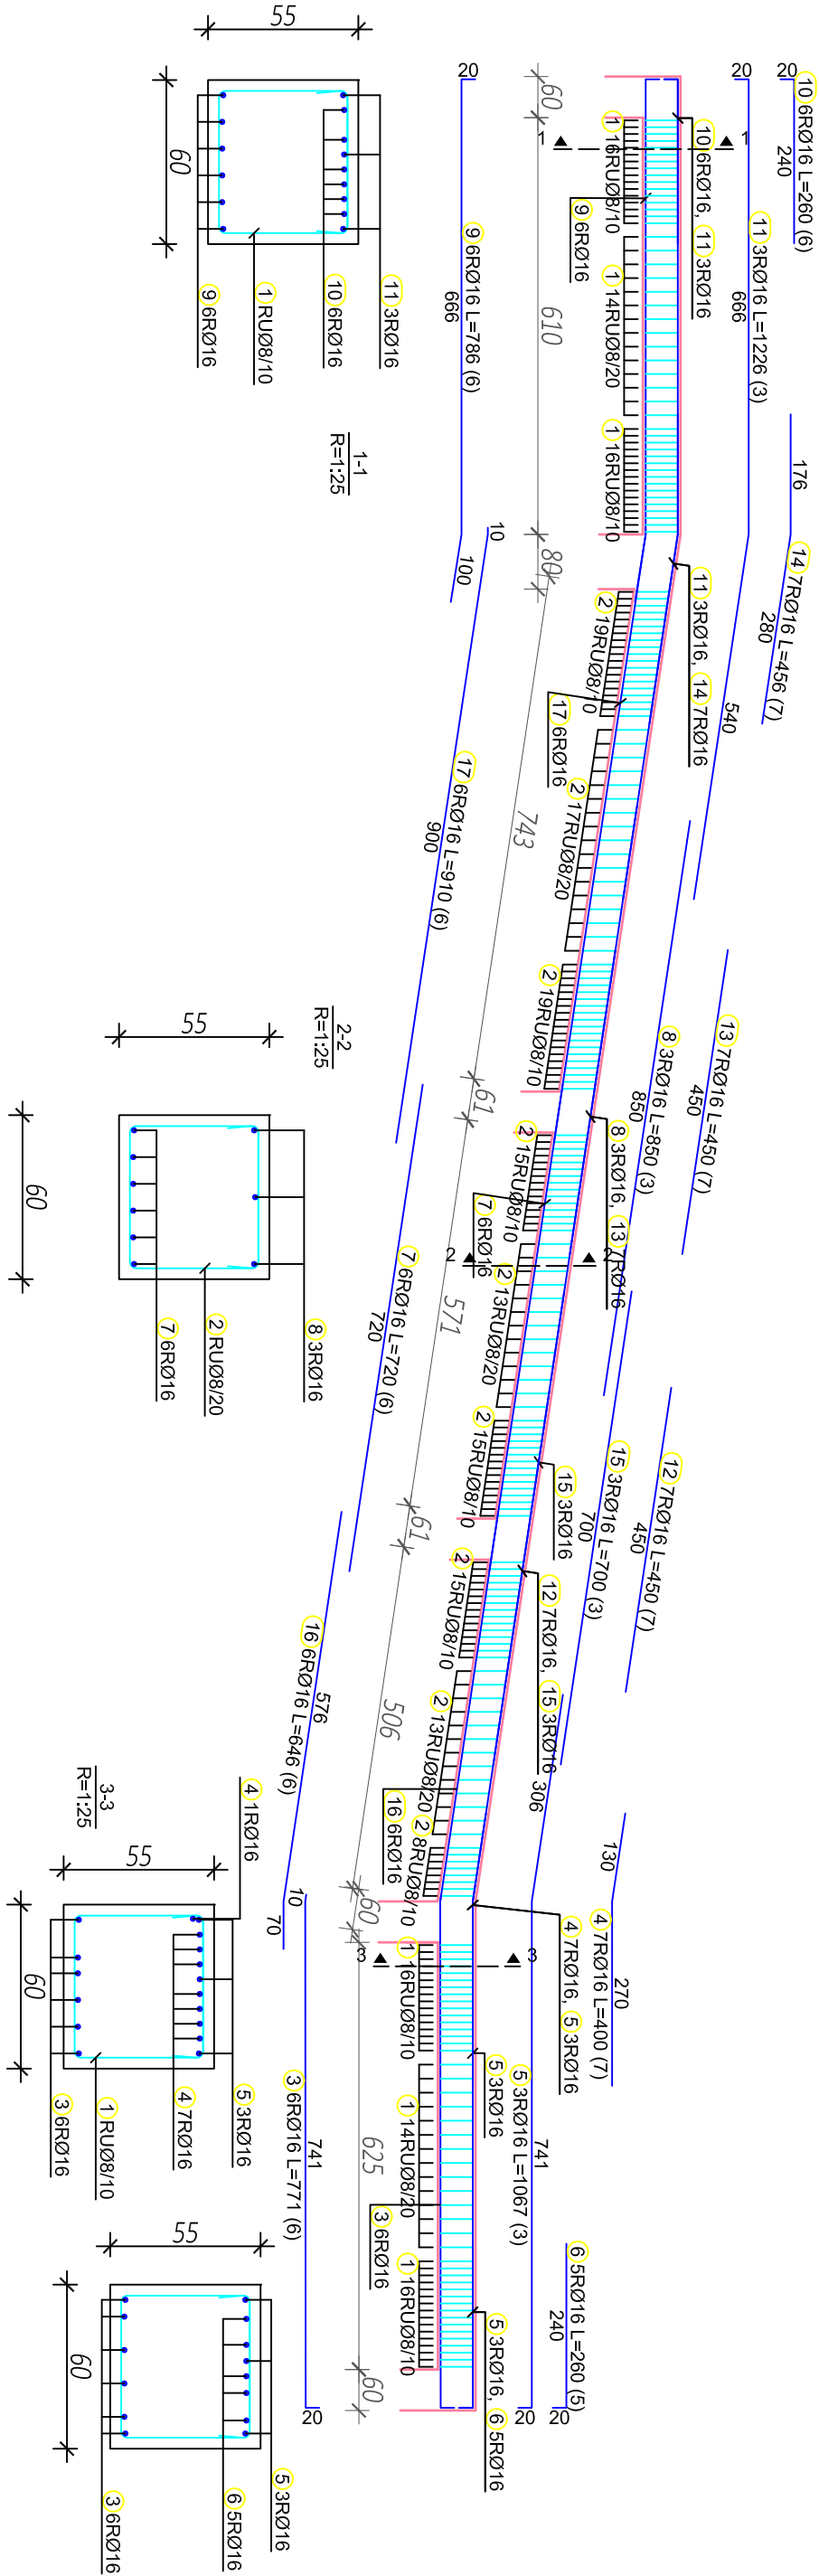 10 6RØ16 L=260 (6)
240
20
11 3RØ16 L=1226 (3)
666
20
540
176
14 7RØ16 L=456 (7)
280
13 7RØ16 L=450 (7)
450
8 3RØ16 L=850 (3)
850
12 7RØ16 L=450 (7)
450
15 3RØ16 L=700 (3)
700
306
130
4 7RØ16 L=400 (7)
270
5 3RØ16 L=1067 (3)
741
20
6 5RØ16 L=260 (5)
240
20
10 6RØ16, 11 3RØ16
11 3RØ16, 14 7RØ16
8 3RØ16, 13 7RØ16
15 3RØ16
12 7RØ16, 15 3RØ16
4 7RØ16, 5 3RØ16
5 3RØ16
5 3RØ16, 6 5RØ16
1
1
2
2
3
3
1 16RUØ8/10
1 14RUØ8/20
1 16RUØ8/10
2 19RUØ8/10
2 17RUØ8/20
2 19RUØ8/10
2 15RUØ8/10
2 13RUØ8/20
2 15RUØ8/10
2 15RUØ8/10
2 13RUØ8/20
2 8RUØ8/10
1 16RUØ8/10
1 14RUØ8/20
1 16RUØ8/10
9 6RØ16
17 6RØ16
7 6RØ16
16 6RØ16
3 6RØ16
60
610
80
743
61
571
61
506
60
625
60
20
9 6RØ16 L=786 (6)
666
100
10
17 6RØ16 L=910 (6)
900
7 6RØ16 L=720 (6)
720
576
16 6RØ16 L=646 (6)
70
10
741
3 6RØ16 L=771 (6)
20
1-1
R=1:25
55
60
11 3RØ16
10 6RØ16
1 RUØ8/10
9 6RØ16
2-2
R=1:25
55
60
8 3RØ16
2 RUØ8/20
7 6RØ16
3-3
R=1:25
55
60
4 1RØ16
5 3RØ16
4 7RØ16
1 RUØ8/10
3 6RØ16
55
60
5 3RØ16
6 5RØ16
3 6RØ16